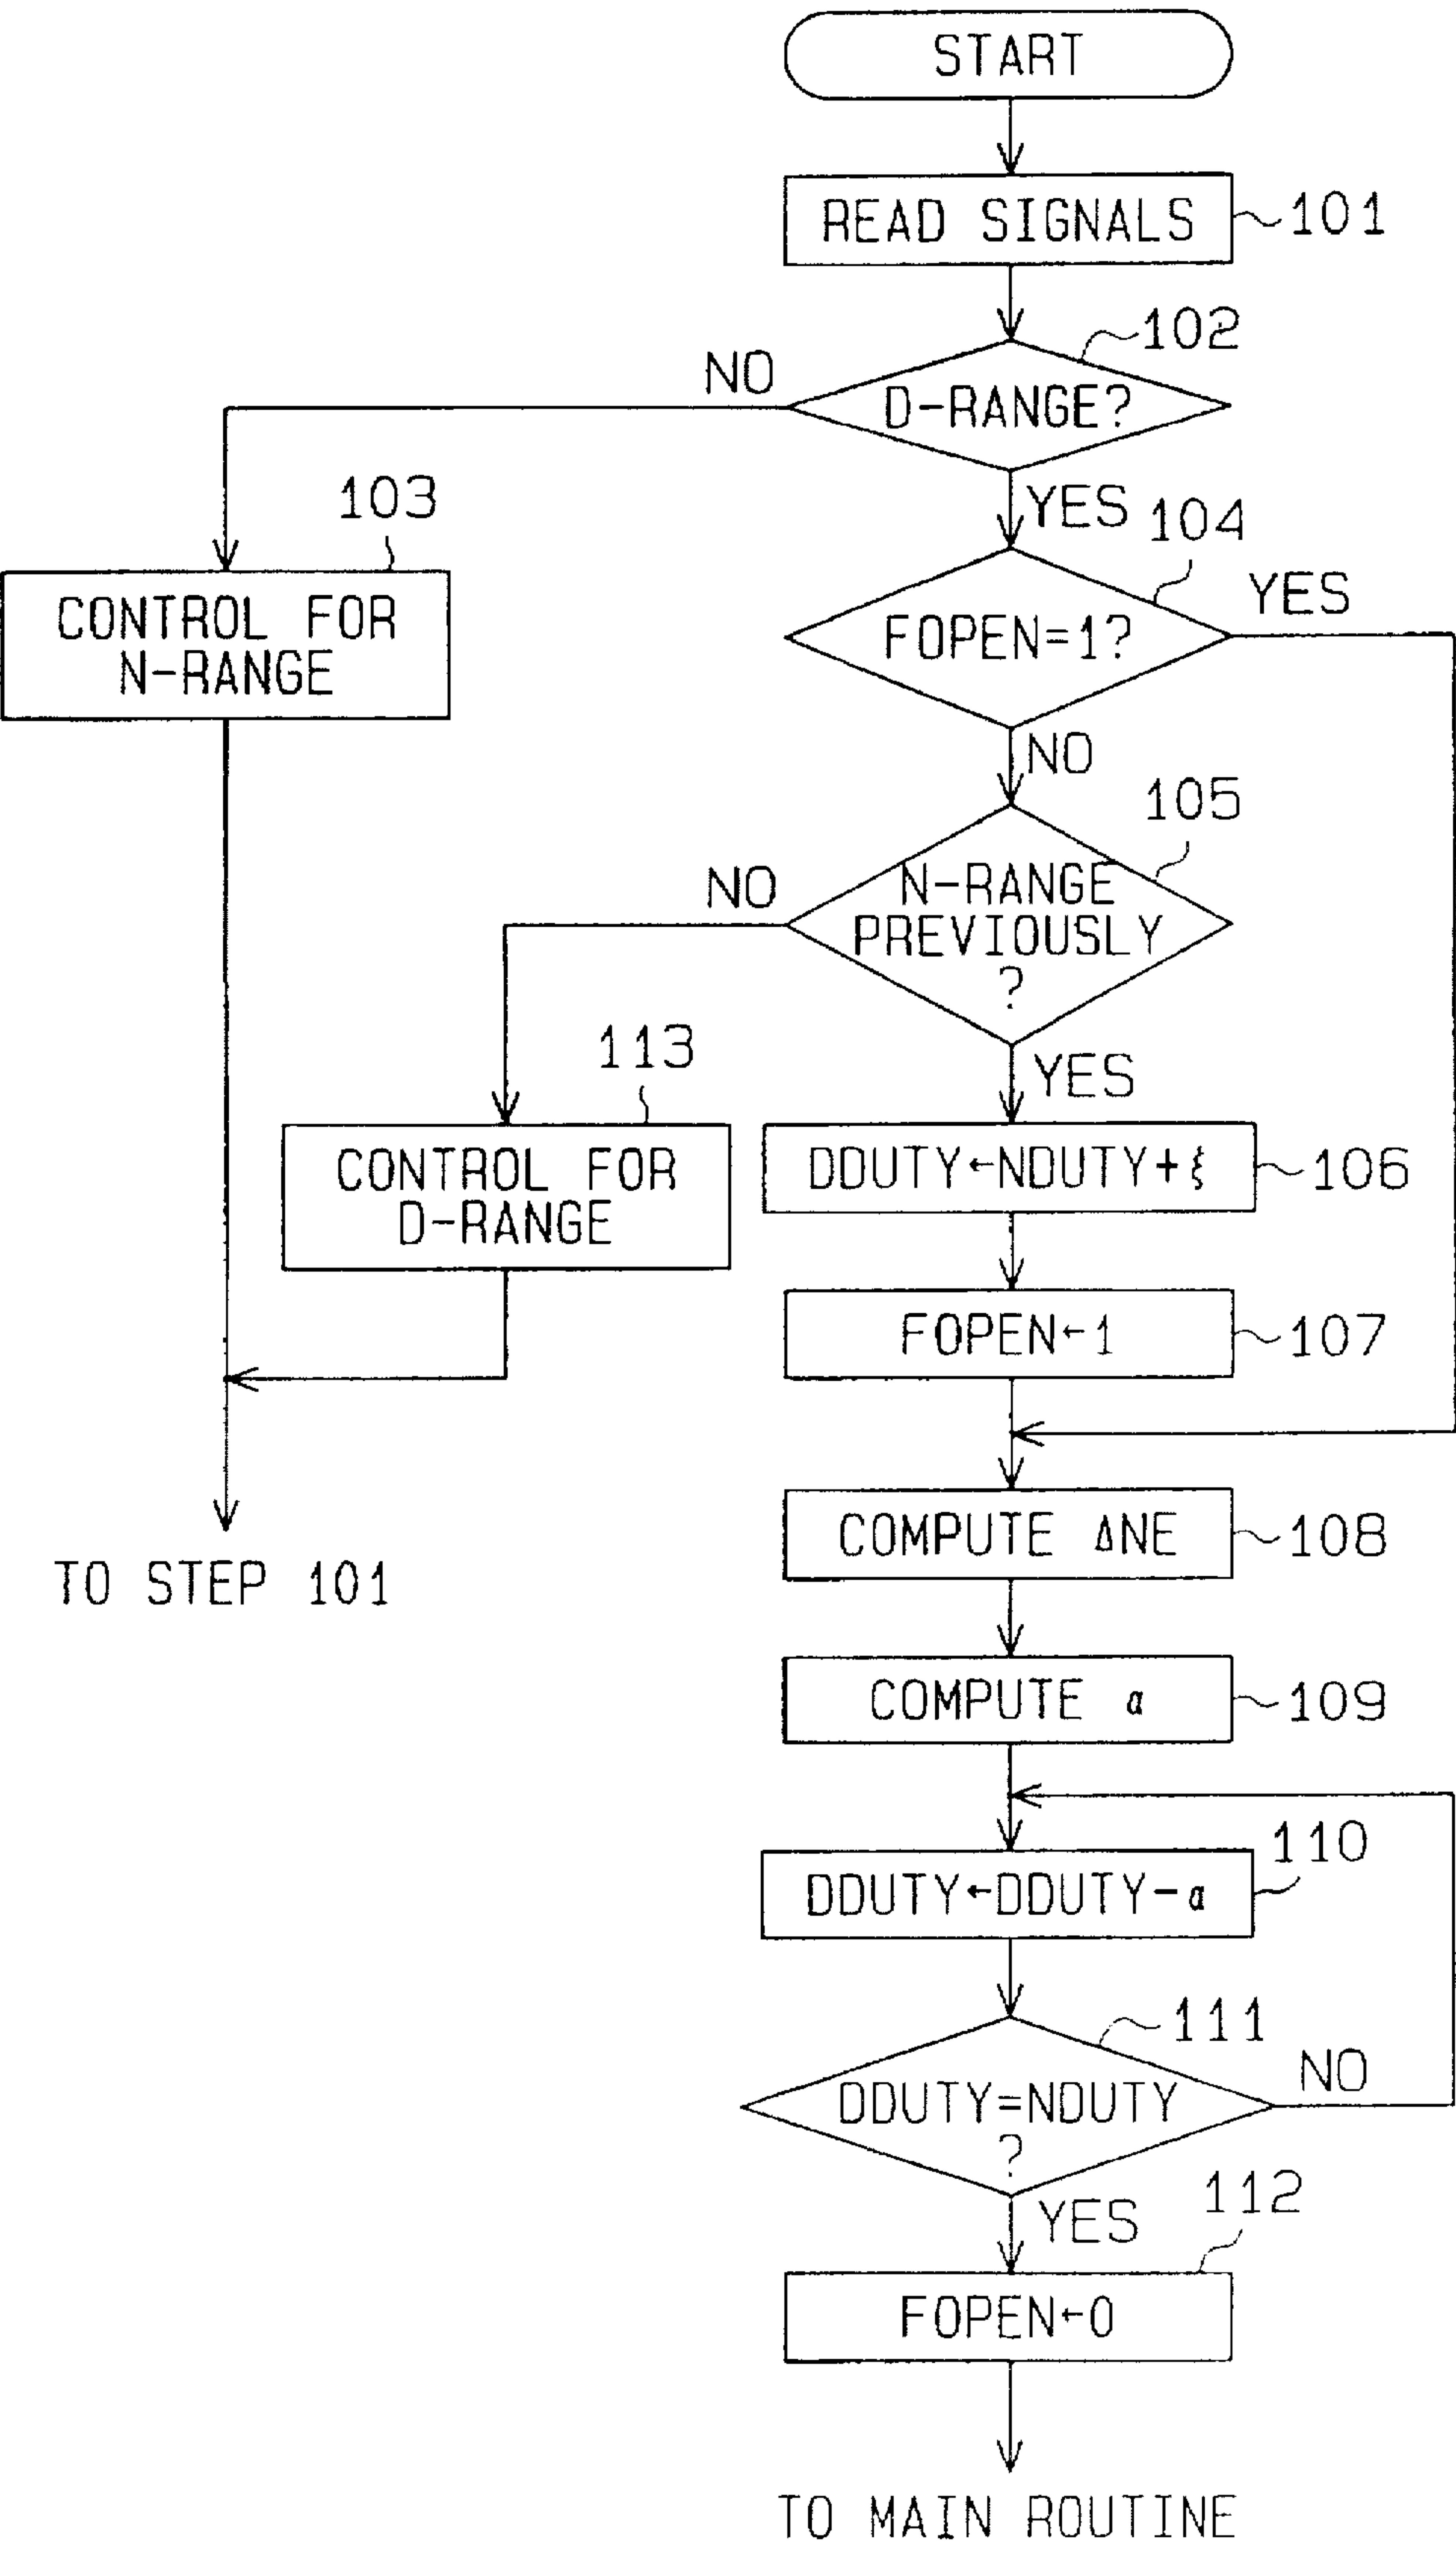 START
READ SIGNALS
101
102
NO
D-RANGE?
YES
103
CONTROL FOR
N-RANGE
104
YES
FOPEN=1?
NO
105
NO
N-RANGE
PREVIOUSLY
?
YES
113
CONTROL FOR
D-RANGE
DDUTY←NDUTY+ξ
106
FOPEN←1
107
COMPUTE ΔNE
108
TO STEP 101
COMPUTE α
109
110
DDUTY←DDUTY-α
111
DDUTY=NDUTY
?
NO
YES
112
FOPEN←0
TO MAIN ROUTINE